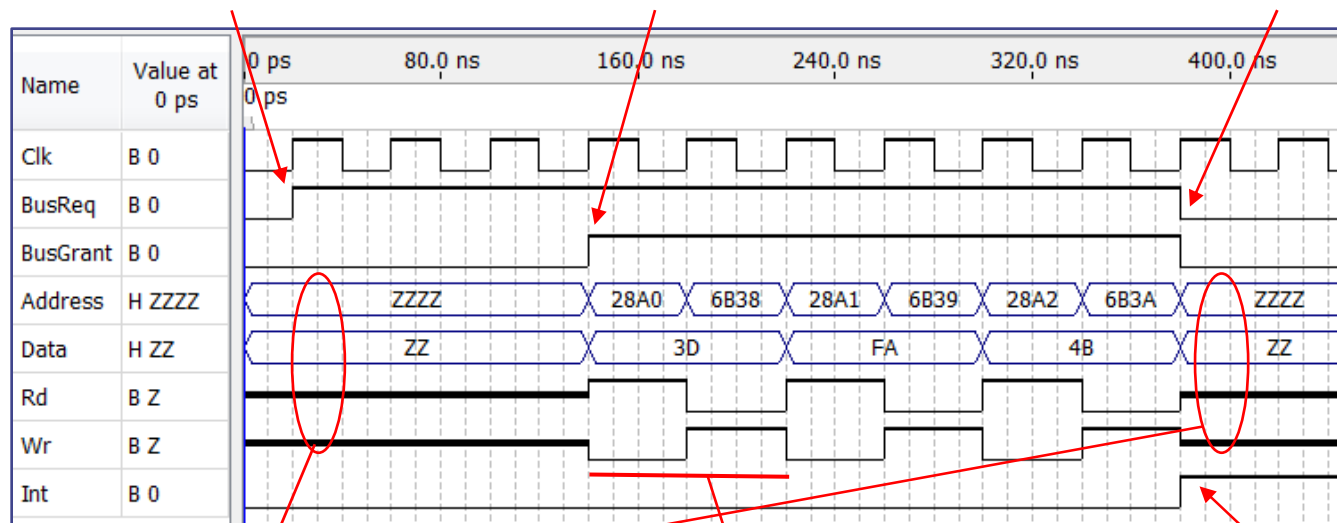 0 ps 80.0 ns 160.0 ns 240.0 ns 320.0 ns 400.0 ns
Name Value at 0 ps
0 ps
Clk B 0
BusReq B 0
BusGrant B 0
Address H ZZZZ ZZZZ 28A0 6B38 28A1 6B39 28A2 6B3A ZZZZ
Data H ZZ ZZ 3D FA 4B ZZ
Rd B Z
Wr B Z
Int B 0